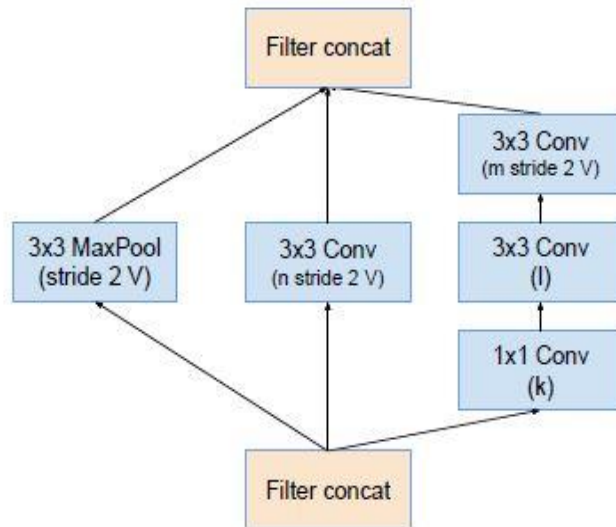 Filter concat
3x3 Conv
(m stride 2 V)
3x3 MaxPool
(stride 2 V)
3x3 Conv
(n stride 2 V)
3x3 Conv
(l)
1x1 Conv
(k)
Filter concat